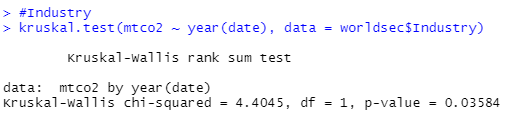 > #Industry
> kruskal.test(mtco2 ~ year(date), data = worldsec$Industry)
Kruskal-Wallis rank sum test
data: mtco2 by year(date)
Kruskal-Wallis chi-squared = 4.4045, df = 1, p-value = 0.03584